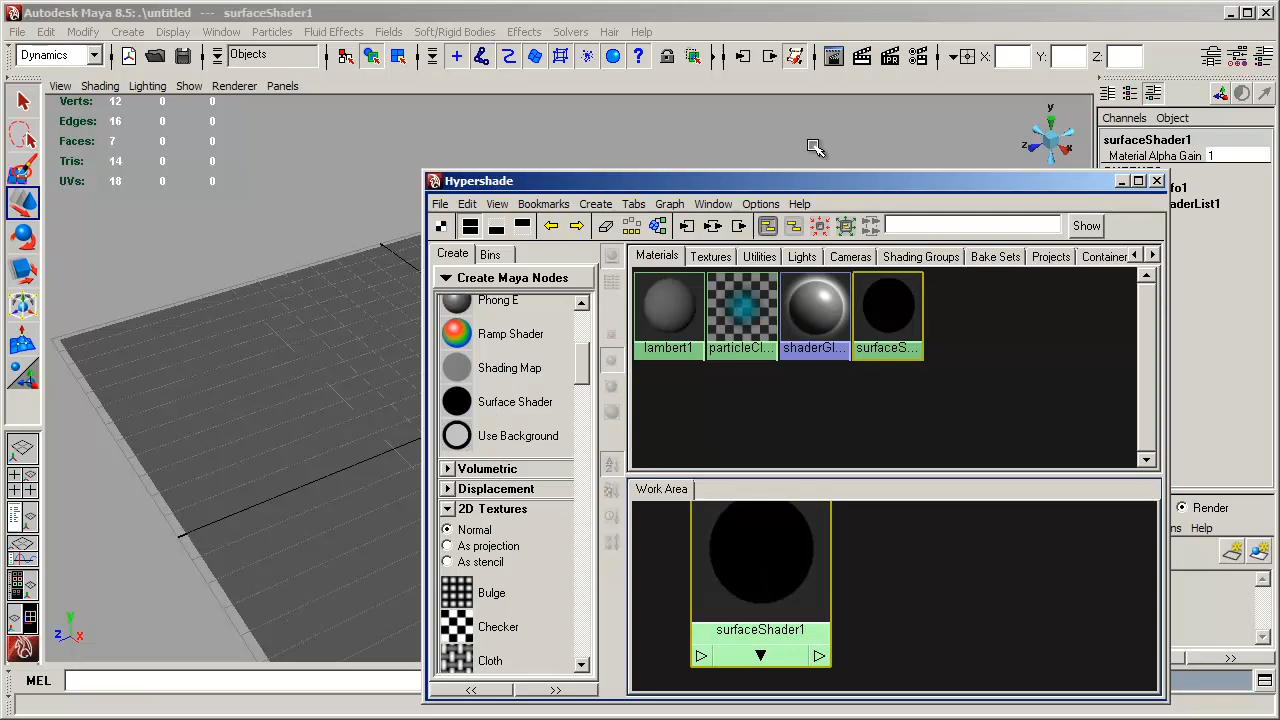 Autodesk Maya 8.5: .\untitled --- surfaceShader1
File Edit Modify Create Display Window Particles Fluid Effects Fields Soft/Rigid Bodies Effects Solvers Hair Help
Dynamics Objects X: Y: Z:
View Shading Lighting Show Renderer Panels
Channels Object
Verts: 12 0 0
Edges: 16 0 0
Faces: 7 0 0
Tris: 14 0 0
UVs: 18 0 0
y
z x
surfaceShader1
Material Alpha Gain 1
fo1
aderList1
Hypershade
File Edit View Bookmarks Create Tabs Graph Window Options Help
Show
Create Bins
Materials Textures Utilities Lights Cameras Shading Groups Bake Sets Projects Container
Create Maya Nodes
Phong E
Ramp Shader
Shading Map
Surface Shader
Use Background
Volumetric
Displacement
2D Textures
Normal
As projection
As stencil
Bulge
Checker
Cloth
<< >>
lambert1 particleCl... shaderGl... surfaceS...
Work Area
surfaceShader1
Render
ns Help
>>
y
z x
MEL